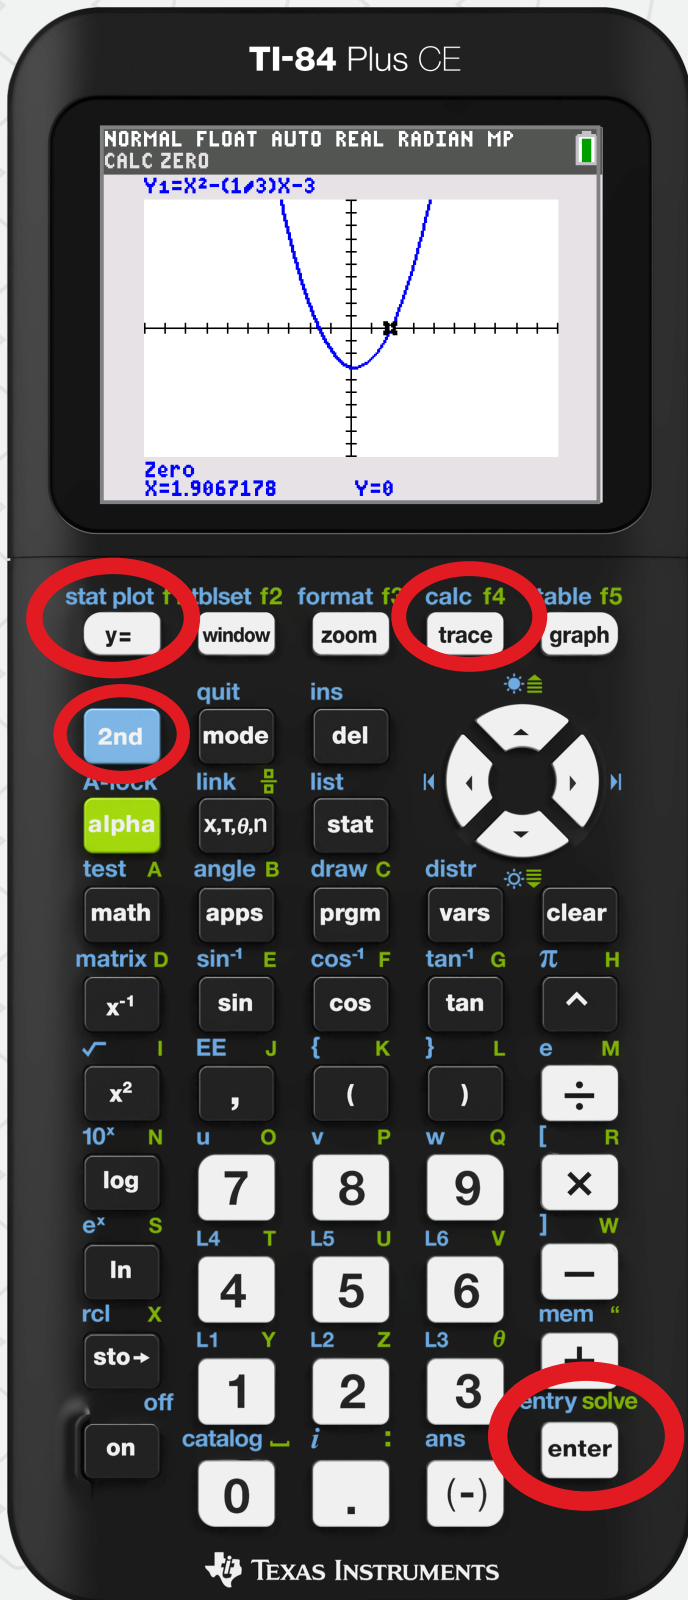 TI-84 Plus CE
NORMAL FLOAT AUTO REAL RADIAN MP
CALC ZERO
Y₁=X²-(1/3)X-3
Zero
X=1.9067178 Y=0
stat plot f1 tblset f2 format f3 calc f4 table f5
y= window zoom trace graph
quit ins
2nd mode del
A-lock link list
alpha X,T,θ,n stat
test A angle B draw C distr
math apps prgm vars clear
matrix D sin⁻¹ E cos⁻¹ F tan⁻¹ G π H
x⁻¹ sin cos tan ^
√ I EE J { K } L e M
x² , ( ) ÷
10ˣ N u O v P w Q [ R
log 7 8 9 ×
eˣ S L4 T L5 U L6 V ] W
ln 4 5 6 −
rcl X L1 Y L2 Z L3 θ mem “
sto→ 1 2 3 +
off catalog ⎵ i : ans entry solve
on 0 . (-) enter
TEXAS INSTRUMENTS